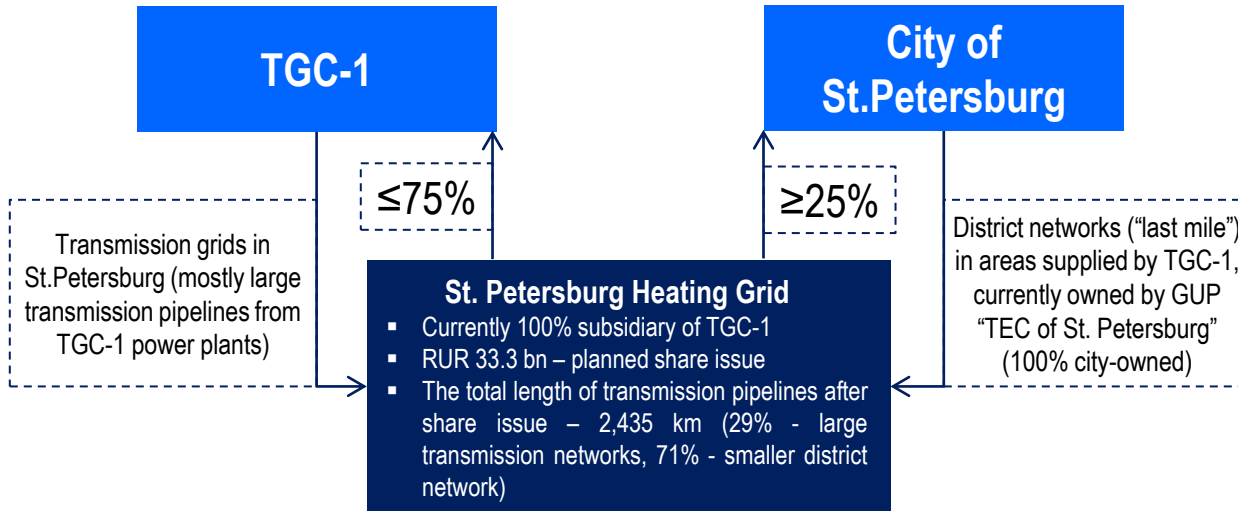 TGC-1
City of
St.Petersburg
≤75%
≥25%
Transmission grids in
St.Petersburg (mostly large
transmission pipelines from
TGC-1 power plants)
District networks (“last mile”)
in areas supplied by TGC-1,
currently owned by GUP
“TEC of St. Petersburg”
(100% city-owned)
St. Petersburg Heating Grid
▪ Currently 100% subsidiary of TGC-1
▪ RUR 33.3 bn – planned share issue
▪ The total length of transmission pipelines after
share issue – 2,435 km (29% - large
transmission networks, 71% - smaller district
network)